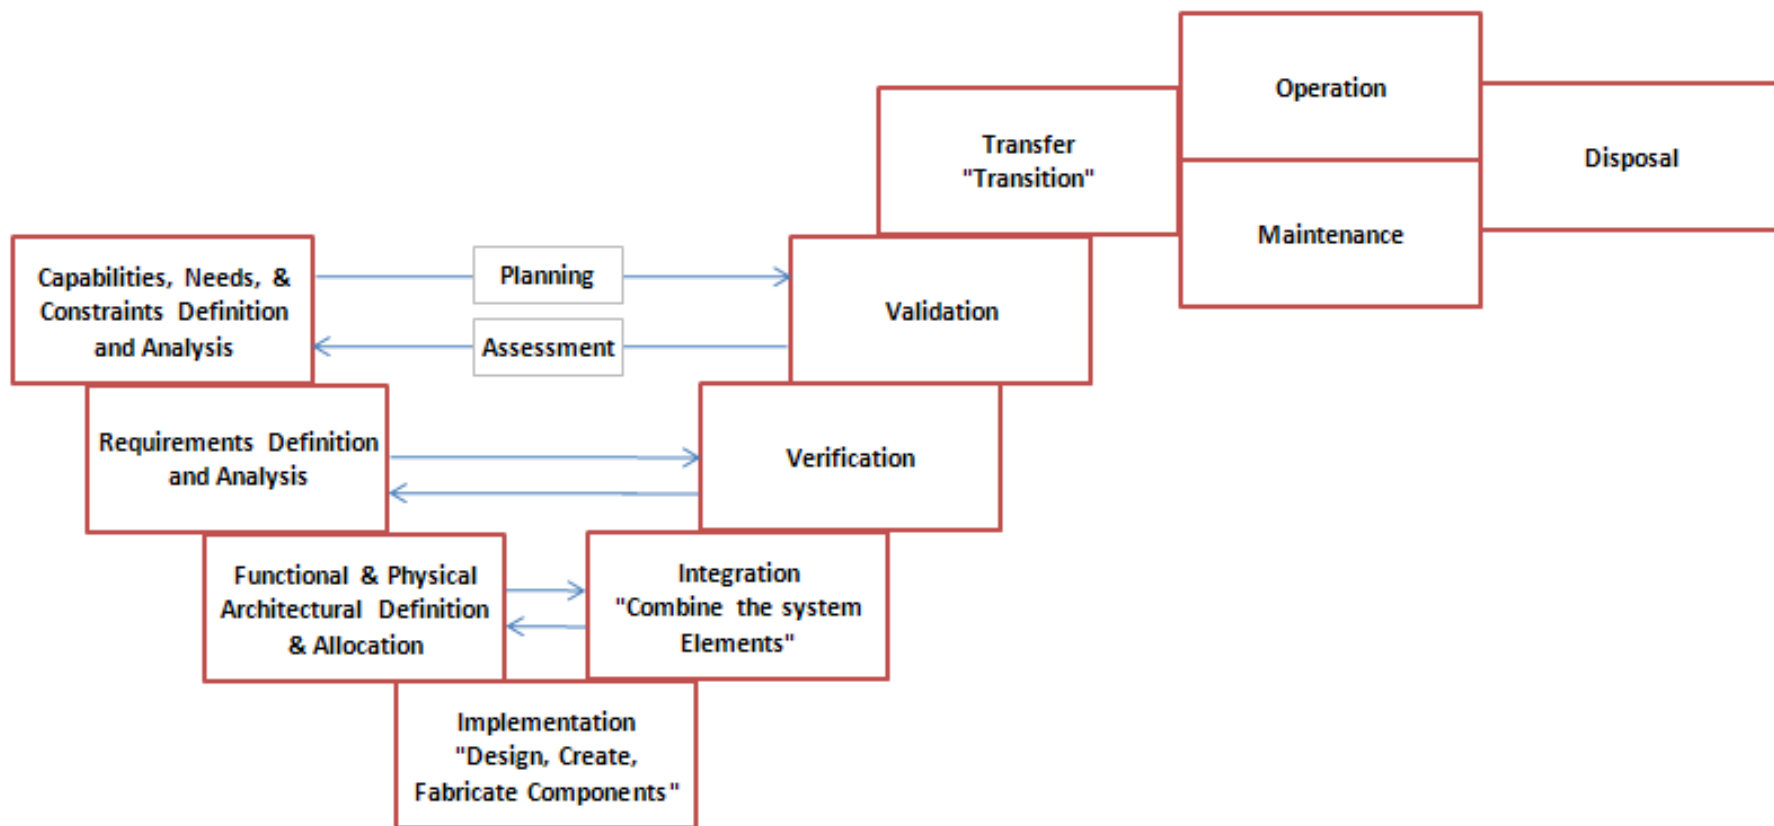 Operation
Transfer
"Transition"
Disposal
Maintenance
Capabilities, Needs, &
Constraints Definition
and Analysis
Planning
Assessment
Validation
Requirements Definition
and Analysis
Verification
Functional & Physical
Architectural Definition
& Allocation
Integration
"Combine the system
Elements"
Implementation
"Design, Create,
Fabricate Components"